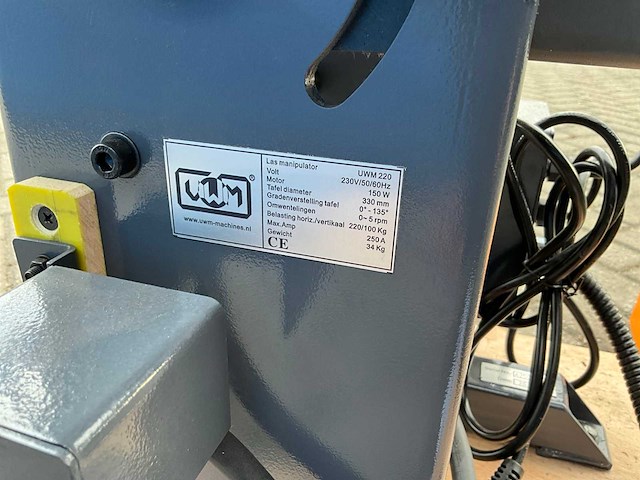 UWM ®
www.uwm-machines.nl
Las manipulator UWM 220
Volt 230V/50/60Hz
Motor 150 W
Tafel diameter 330 mm
Gradenverstelling tafel 0° - 135°
Omwentelingen 0~ 5 rpm
Belasting horiz./vertikaal 220/100 Kg
Max.Amp 250 A
Gewicht 34 Kg
CE